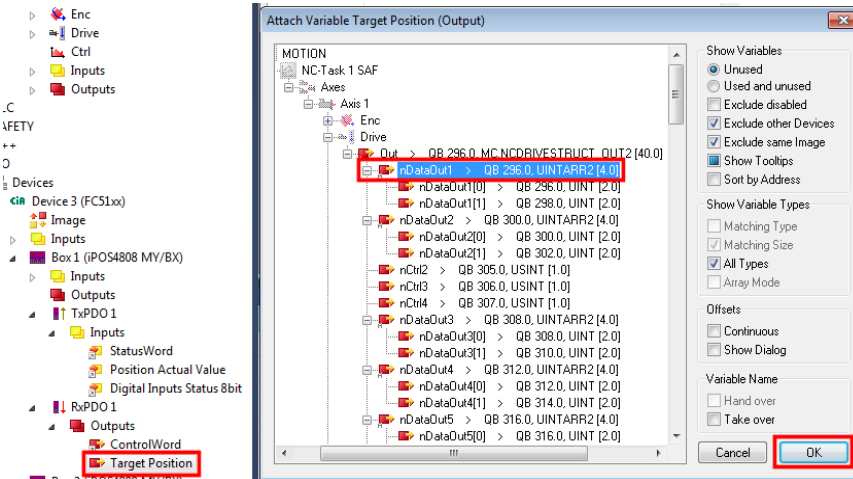 Enc
Drive
Ctrl
Inputs
Outputs
LC
AFETY
++
O
Devices
CiA Device 3 (FC51xx)
Image
Inputs
Box 1 (iPOS4808 MY/BX)
Inputs
Outputs
TxPDO 1
Inputs
StatusWord
Position Actual Value
Digital Inputs Status 8bit
RxPDO 1
Outputs
ControlWord
Target Position
Attach Variable Target Position (Output)
MOTION
NC-Task 1 SAF
Axes
Axis 1
Enc
Drive
Out > QB 296.0, MC.NCDRIVESTRUCT_OUT2 [40.0]
nDataOut1 > QB 296.0, UINTARR2 [4.0]
nDataOut1[0] > QB 296.0, UINT [2.0]
nDataOut1[1] > QB 298.0, UINT [2.0]
nDataOut2 > QB 300.0, UINTARR2 [4.0]
nDataOut2[0] > QB 300.0, UINT [2.0]
nDataOut2[1] > QB 302.0, UINT [2.0]
nCtrl2 > QB 305.0, USINT [1.0]
nCtrl3 > QB 306.0, USINT [1.0]
nCtrl4 > QB 307.0, USINT [1.0]
nDataOut3 > QB 308.0, UINTARR2 [4.0]
nDataOut3[0] > QB 308.0, UINT [2.0]
nDataOut3[1] > QB 310.0, UINT [2.0]
nDataOut4 > QB 312.0, UINTARR2 [4.0]
nDataOut4[0] > QB 312.0, UINT [2.0]
nDataOut4[1] > QB 314.0, UINT [2.0]
nDataOut5 > QB 316.0, UINTARR2 [4.0]
nDataOut5[0] > QB 316.0, UINT [2.0]
Show Variables
Unused
Used and unused
Exclude disabled
Exclude other Devices
Exclude same Image
Show Tooltips
Sort by Address
Show Variable Types
Matching Type
Matching Size
All Types
Array Mode
Offsets
Continuous
Show Dialog
Variable Name
Hand over
Take over
Cancel
OK